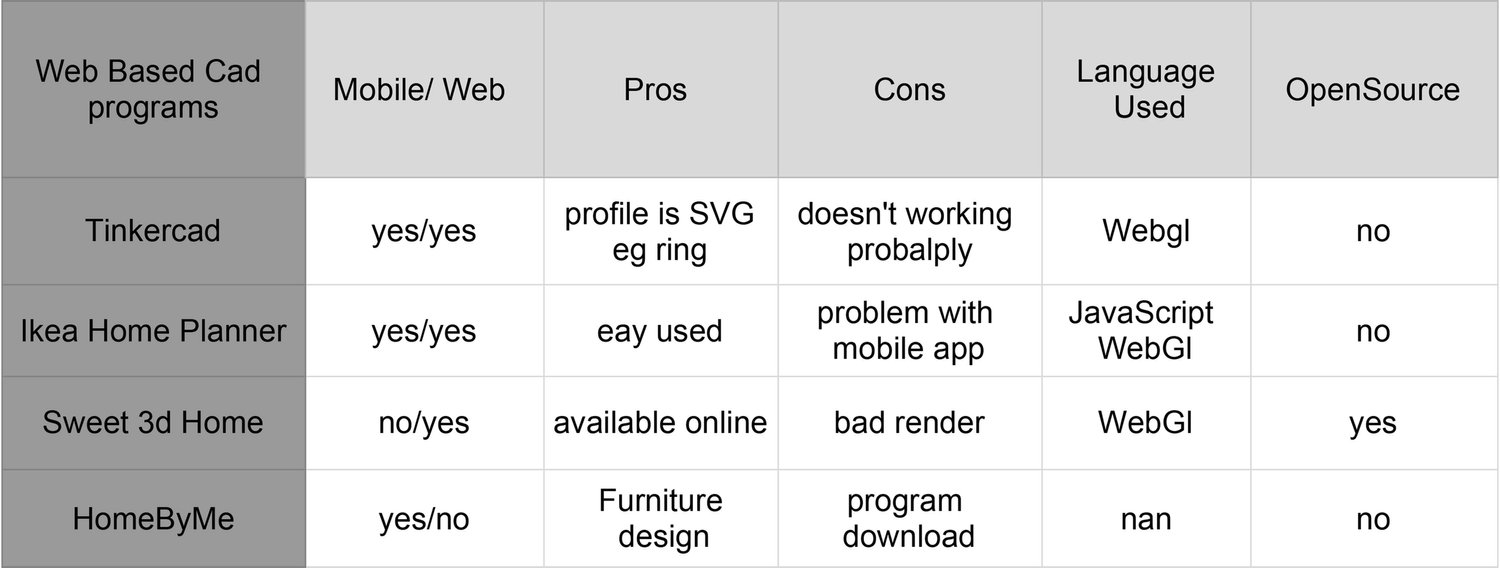 Web Based Cad
programs
Mobile/ Web
Pros
Cons
Language
Used
OpenSource
Tinkercad
yes/yes
profile is SVG
eg ring
doesn't working
probalply
Webgl
no
Ikea Home Planner
yes/yes
eay used
problem with
mobile app
JavaScript
WebGl
no
Sweet 3d Home
no/yes
available online
bad render
WebGl
yes
HomeByMe
yes/no
Furniture
design
program
download
nan
no